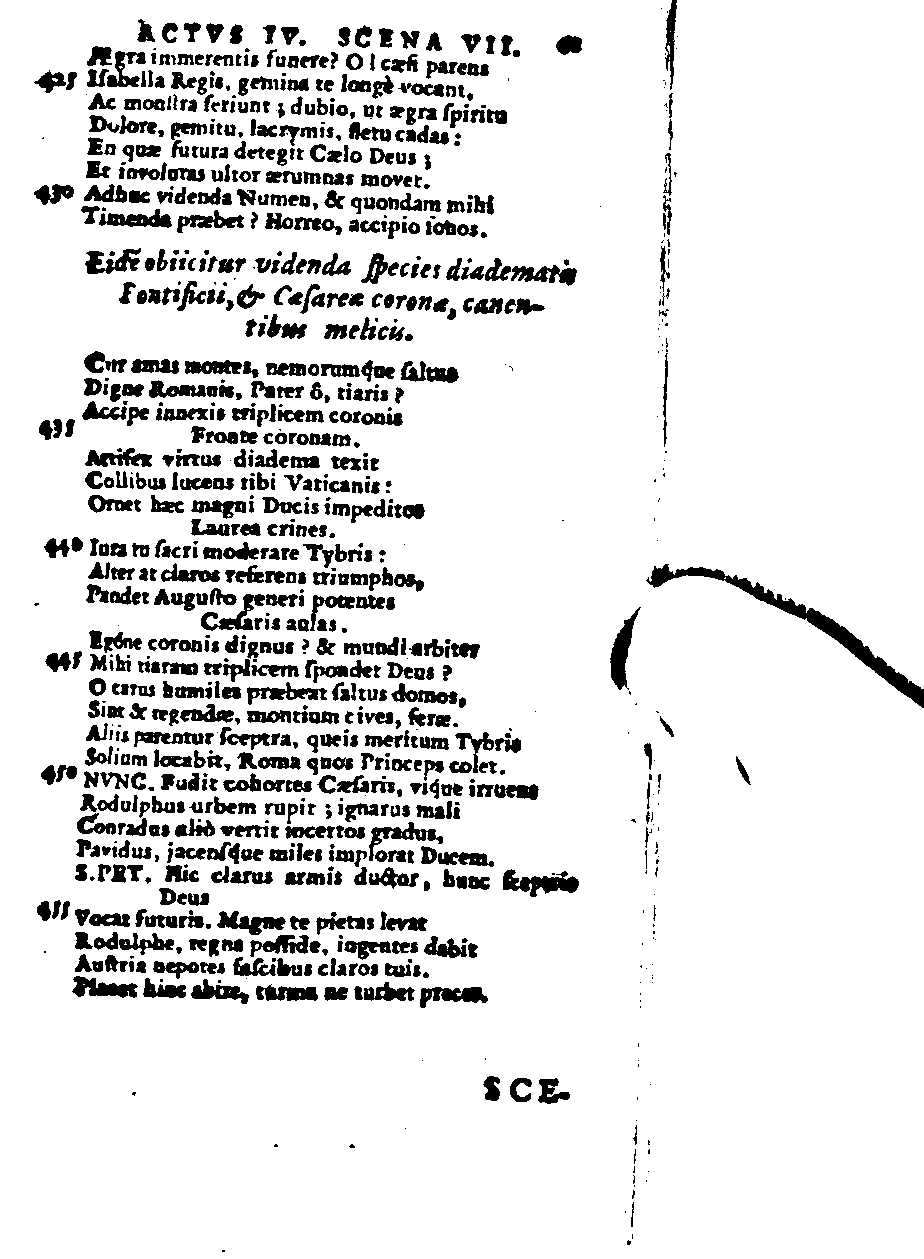 ACTVS IV. SCENA VII.
Ægra immerentis funere? O! cæsi parens
425 Isabella Regis, gemina te longè vocant,
Ac monstra feriunt; dubio, ut ægra spiritu
Dolore, gemitu, lacrymis, fletu cadas:
En quæ futura detegit Cælo Deus;
Et involutas ultor ærumnas movet.
430 Adhuc videnda Numen, & quondam mihi
Timenda præbet? Horreo, accipio sonos.
Eidē obiicitur videnda species diadematis
Pontificii, & Cæsareæ coronæ, canen-
tibus melicis.
Cur amas montes, nemorumq́ue saltus
Digne Romanis, Pater ô, tiaris?
Accipe innexis triplicem coronis
435 Fronte coronam.
Artifex virtus diadema texit
Collibus lucens tibi Vaticanis:
Ornet hæc magni Ducis impeditos
Laurea crines.
440 Iura tu sacri moderare Tybris:
Alter at claros referens triumphos,
Pandet Augusto generi potentes
Cæsaris aulas.
Egóne coronis dignus? & mundi arbiter
445 Mihi tiaram triplicem spondet Deus?
O carus humiles præbeat saltus domos,
Sint & regendæ, montium cives, feræ.
Aliis parentur sceptra, queis meritum Tybris
Solium locabit, Roma quos Princeps colet.
450 NVNC. Fudit cohortes Cæsaris, viq́ue irruens
Rodulphus urbem rupit; ignarus mali
Conradus aliò vertit incertos gradus,
Pavidus, jacensq́ue miles implorat Ducem.
S.PET. Hic clarus armis ductor, hunc sceptris
Deus
455 Vocat futuris. Magne te pietas levat
Rodulphe, regna posside, ingentes dabit
Austria nepotes fascibus claros tuis.
Placet hinc abire, turma ne turbet preces.
SCE-